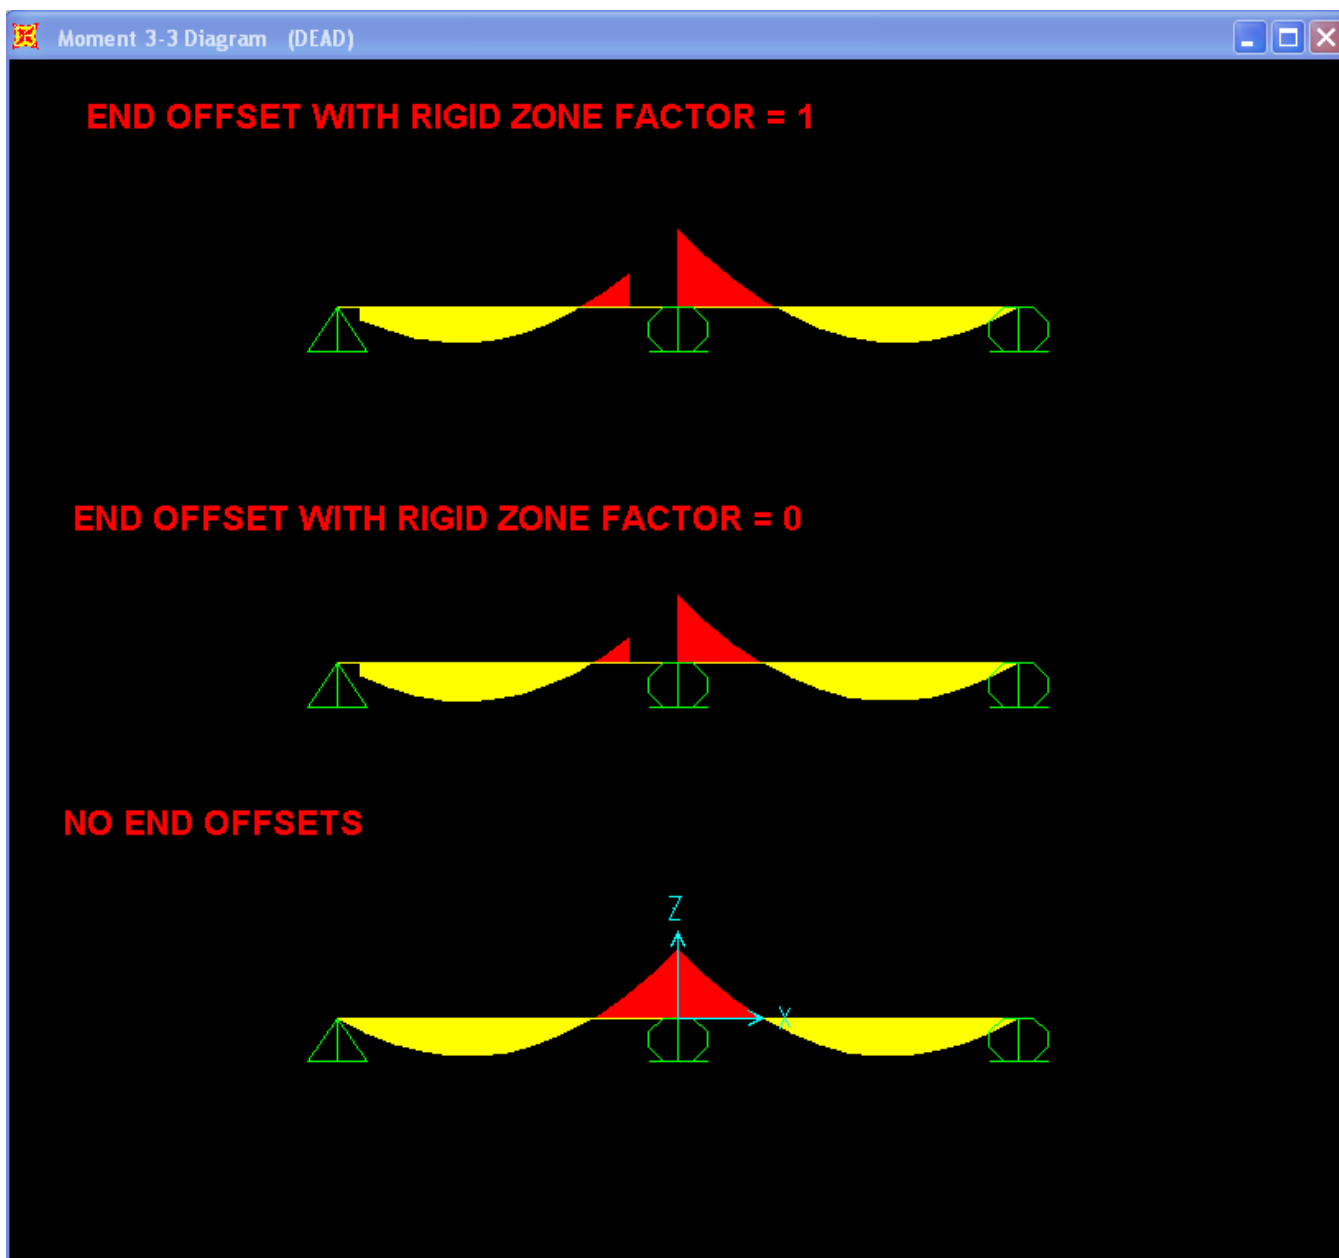 Moment 3-3 Diagram (DEAD)
END OFFSET WITH RIGID ZONE FACTOR = 1
END OFFSET WITH RIGID ZONE FACTOR = 0
NO END OFFSETS
Z
X